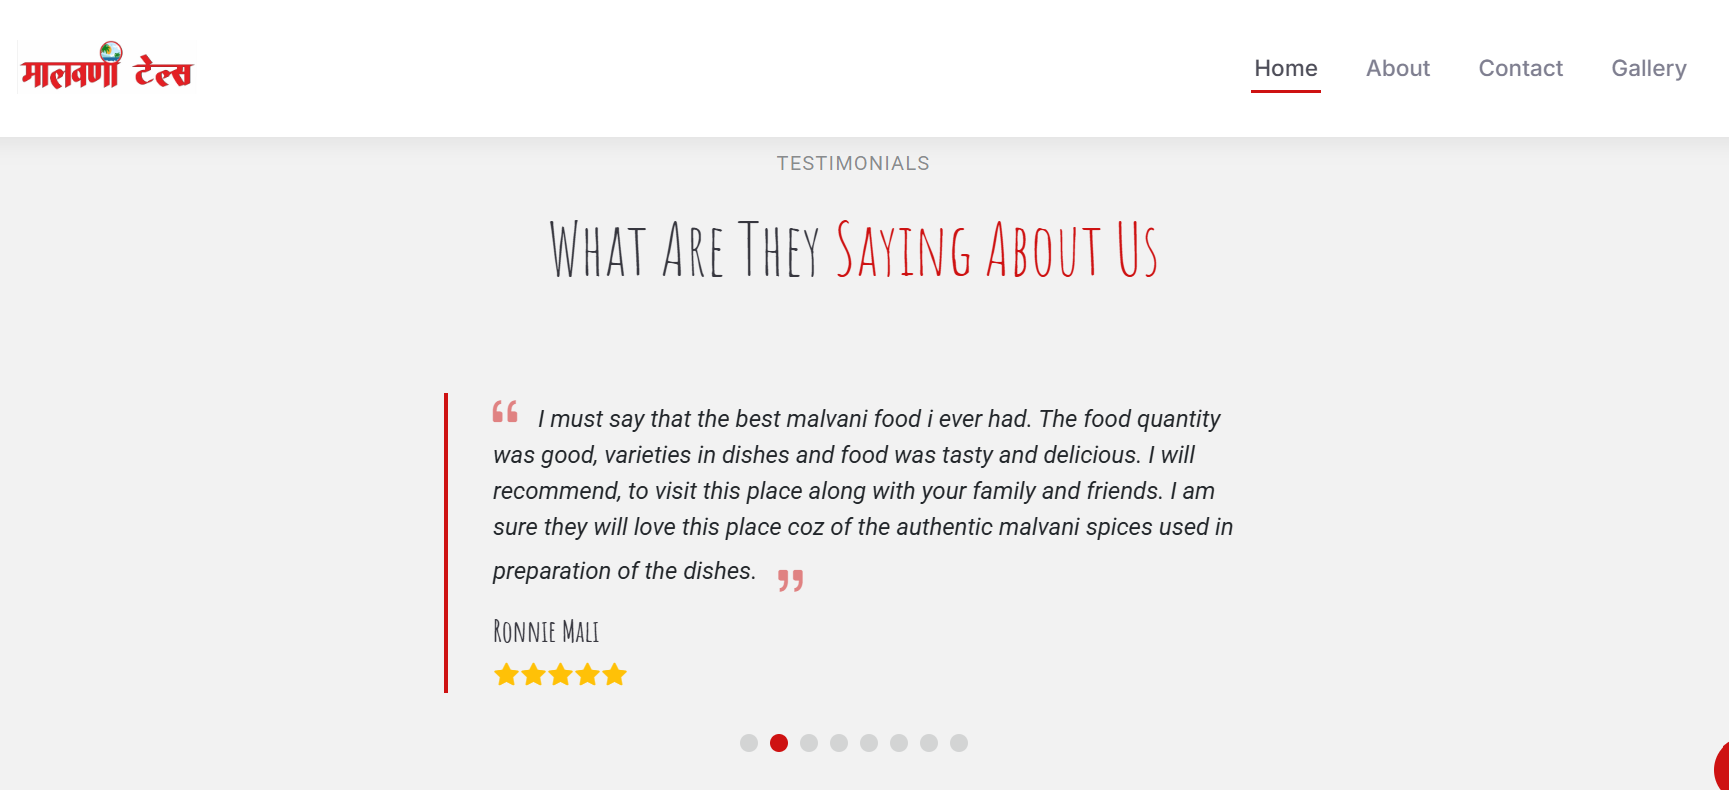 मालवणी टेल्स
Home
About
Contact
Gallery
TESTIMONIALS
What Are They Saying About Us
“ I must say that the best malvani food i ever had. The food quantity
was good, varieties in dishes and food was tasty and delicious. I will
recommend, to visit this place along with your family and friends. I am
sure they will love this place coz of the authentic malvani spices used in
preparation of the dishes. ”
Ronnie Mali